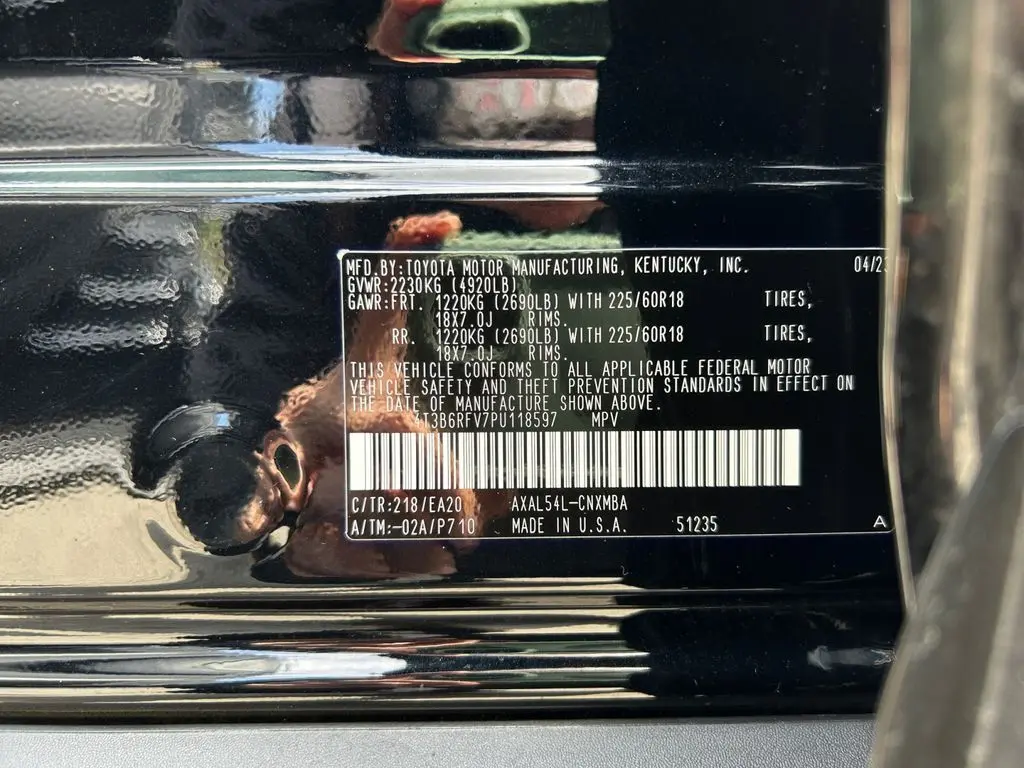 MFD.BY:TOYOTA MOTOR MANUFACTURING, KENTUCKY, INC. 04/23
GVWR:2230KG (4920LB)
GAWR:FRT. 1220KG (2690LB) WITH 225/60R18 TIRES,
18X7.0J RIMS.
RR. 1220KG (2690LB) WITH 225/60R18 TIRES,
18X7.0J RIMS.
THIS VEHICLE CONFORMS TO ALL APPLICABLE FEDERAL MOTOR
VEHICLE SAFETY AND THEFT PREVENTION STANDARDS IN EFFECT ON
THE DATE OF MANUFACTURE SHOWN ABOVE.
4T3B6RFV7PU118597 MPV
C/TR:218/EA20 AXAL54L-CNXMBA
A/TM:-02A/P710 MADE IN U.S.A. 51235 A